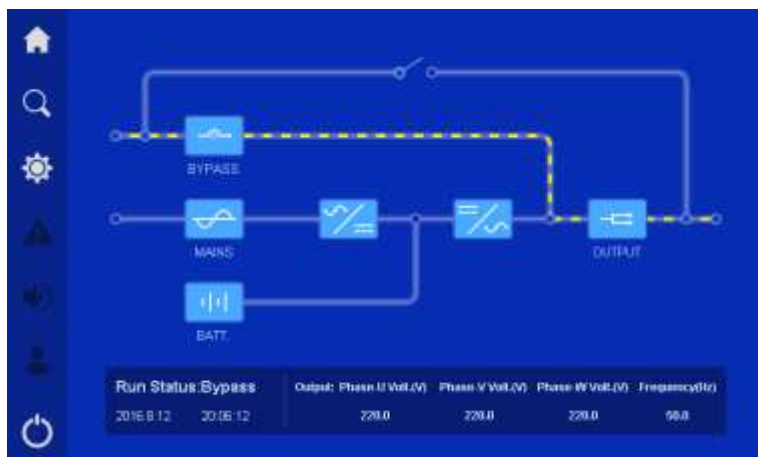 BYPASS
MAINS
OUTPUT
BATT.
Run Status:Bypass
Output: Phase-U Volt.(V) Phase-V Volt.(V) Phase-W Volt.(V) Frequency(Hz)
2016.8.12 20:06:12 220.0 220.0 220.0 50.0